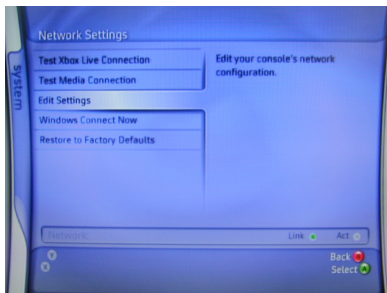 Network Settings
system
Test Xbox Live Connection
Test Media Connection
Edit Settings
Windows Connect Now
Restore to Factory Defaults
Edit your console's network
configuration.
Network
Link
Act
Y
X
Back B
Select A